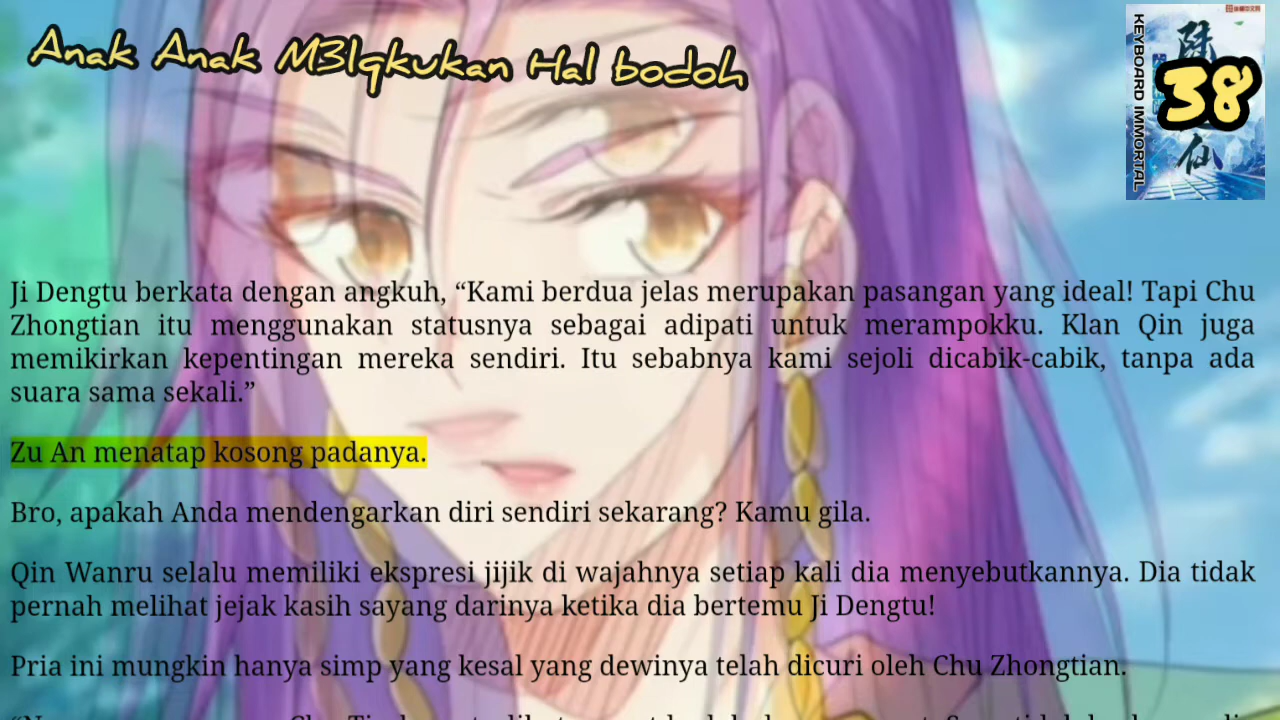 Anak Anak M3lqkukan Hal bodoh
KEYBOARD IMMORTAL
38
仙
Ji Dengtu berkata dengan angkuh, “Kami berdua jelas merupakan pasangan yang ideal! Tapi Chu
Zhongtian itu menggunakan statusnya sebagai adipati untuk merampokku. Klan Qin juga
memikirkan kepentingan mereka sendiri. Itu sebabnya kami sejoli dicabik-cabik, tanpa ada
suara sama sekali.”
Zu An menatap kosong padanya.
Bro, apakah Anda mendengarkan diri sendiri sekarang? Kamu gila.
Qin Wanru selalu memiliki ekspresi jijik di wajahnya setiap kali dia menyebutkannya. Dia tidak
pernah melihat jejak kasih sayang darinya ketika dia bertemu Ji Dengtu!
Pria ini mungkin hanya simp yang kesal yang dewinya telah dicuri oleh Chu Zhongtian.